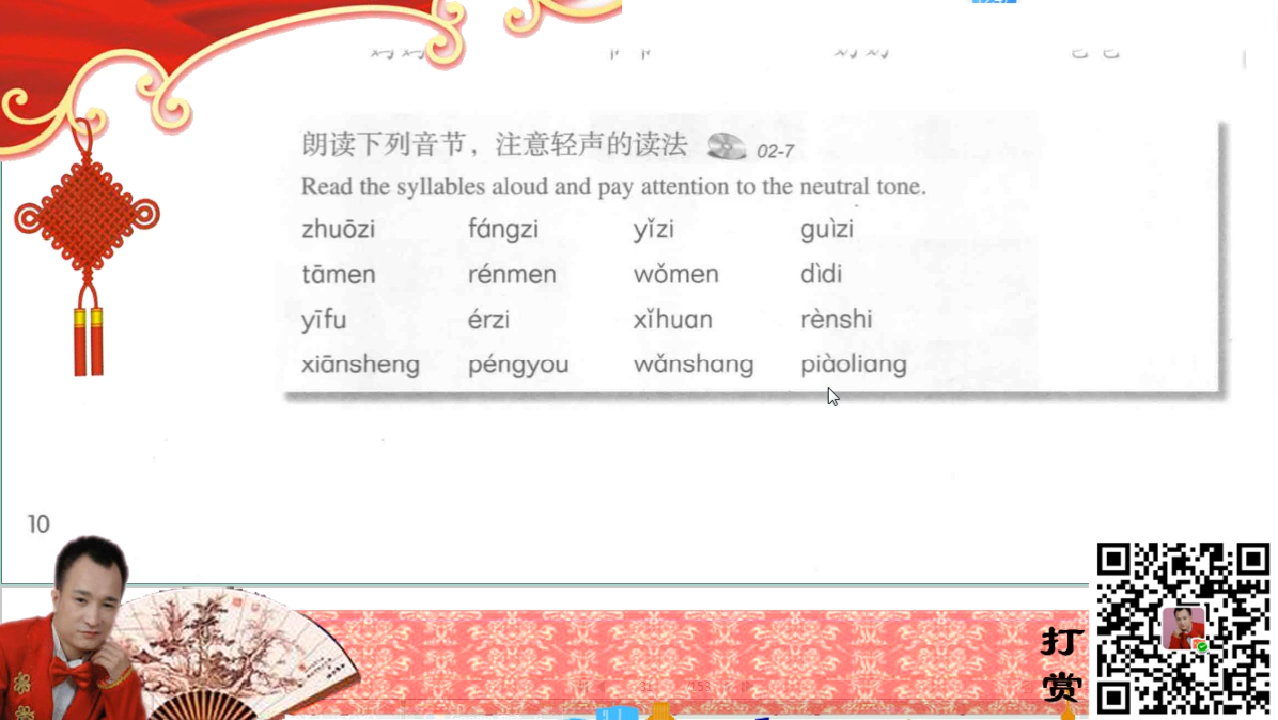 朗读下列音节，注意轻声的读法 02-7
Read the syllables aloud and pay attention to the neutral tone.
zhuōzi fángzi yǐzi guìzi
tāmen rénmen wǒmen dìdi
yīfu érzi xǐhuan rènshi
xiānsheng péngyou wǎnshang piàoliang
10
打
赏